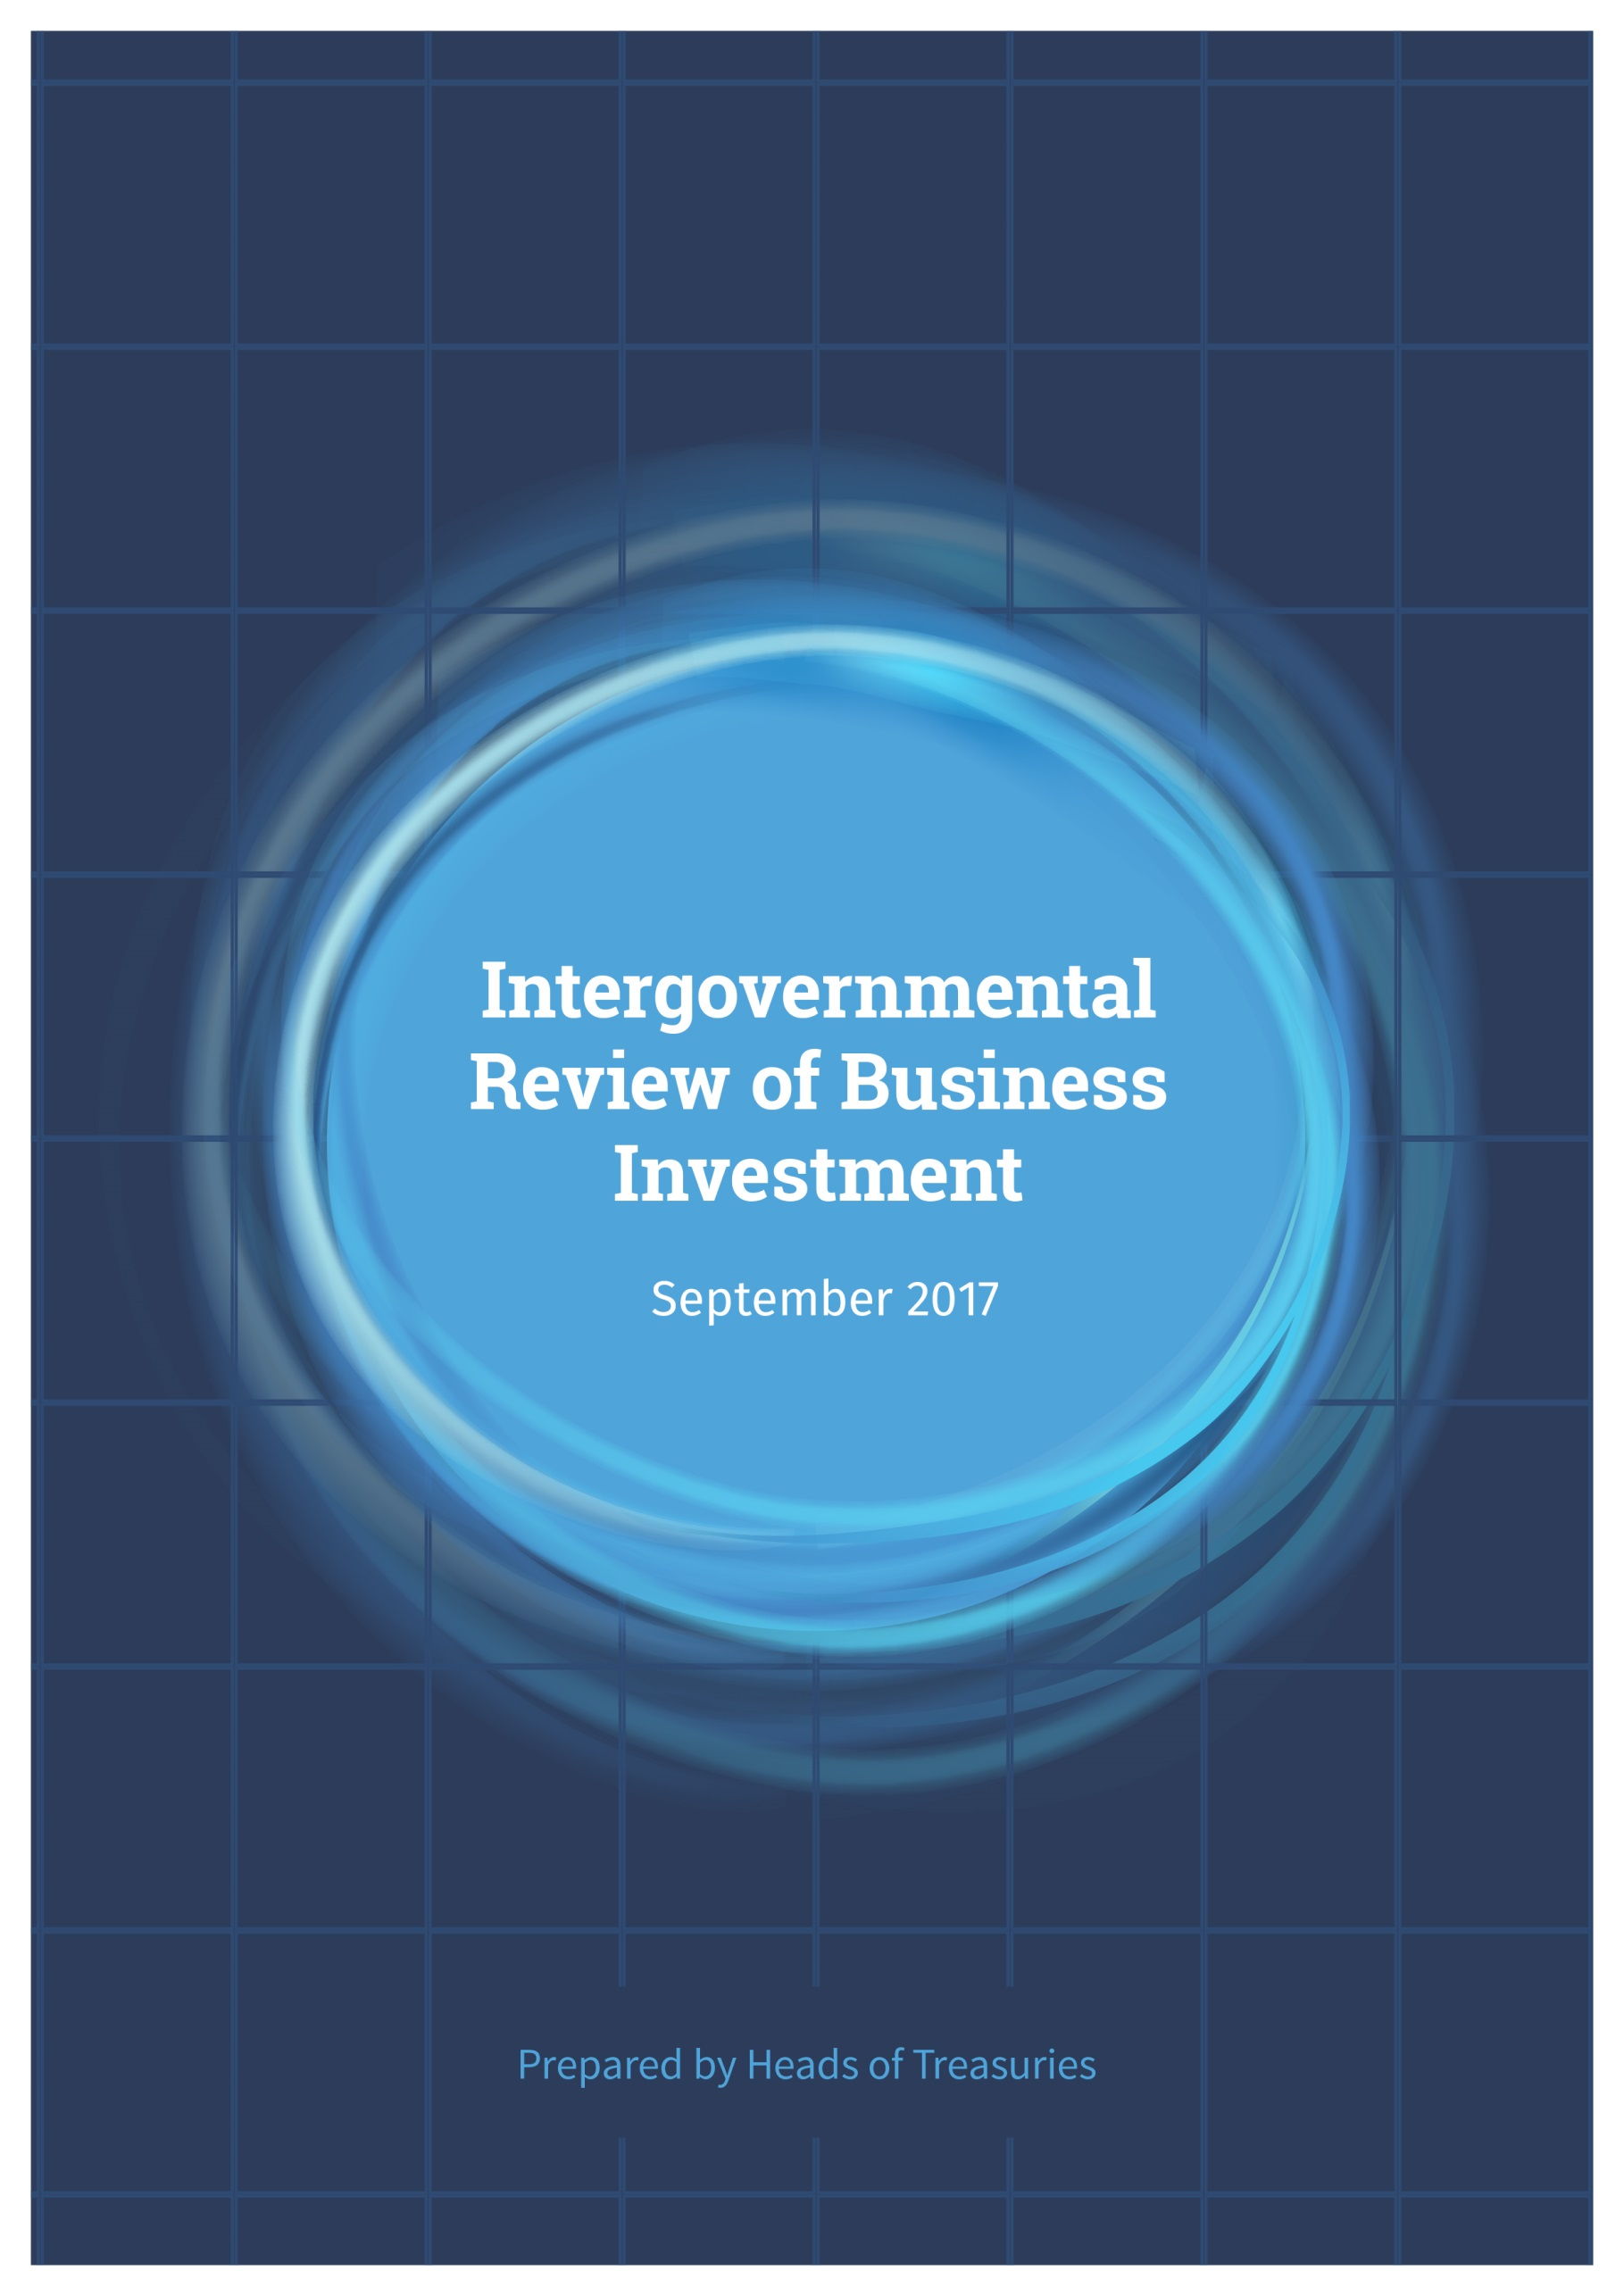 Intergovernmental
Review of Business
Investment
September 2017
Prepared by Heads of Treasuries